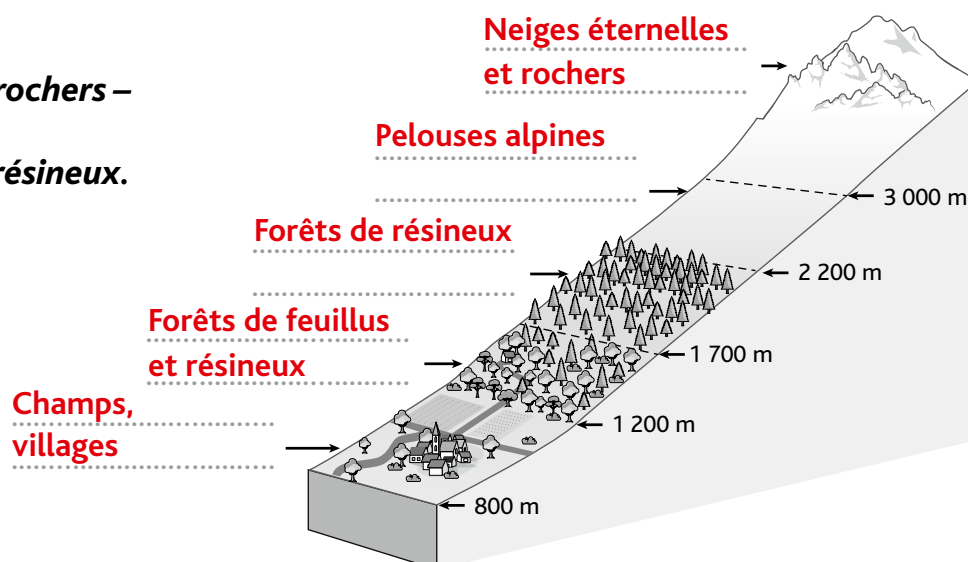 rochers –
résineux.
Neiges éternelles
et rochers
Pelouses alpines
3 000 m
Forêts de résineux
2 200 m
Forêts de feuillus
et résineux
1 700 m
Champs,
villages
1 200 m
800 m